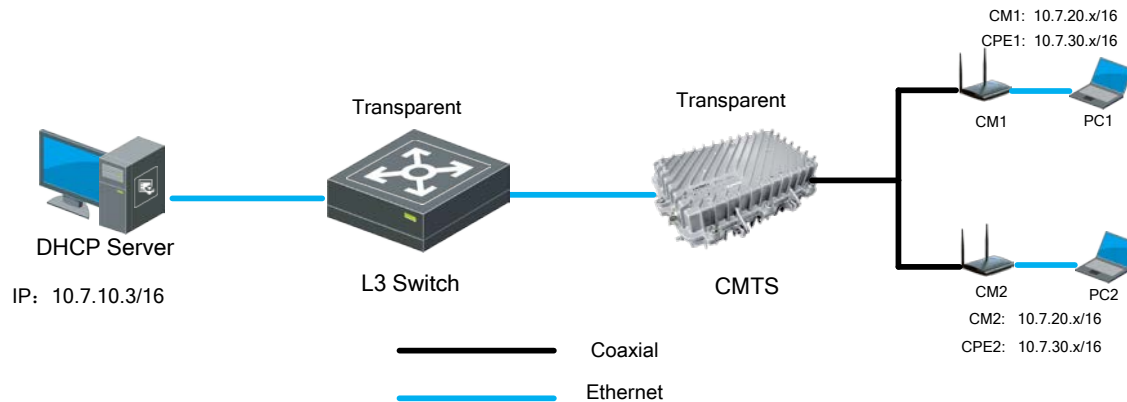 CM1: 10.7.20.x/16
CPE1: 10.7.30.x/16
Transparent
Transparent
CM1
PC1
DHCP Server
IP：10.7.10.3/16
L3 Switch
CMTS
CM2
PC2
CM2: 10.7.20.x/16
CPE2: 10.7.30.x/16
Coaxial
Ethernet